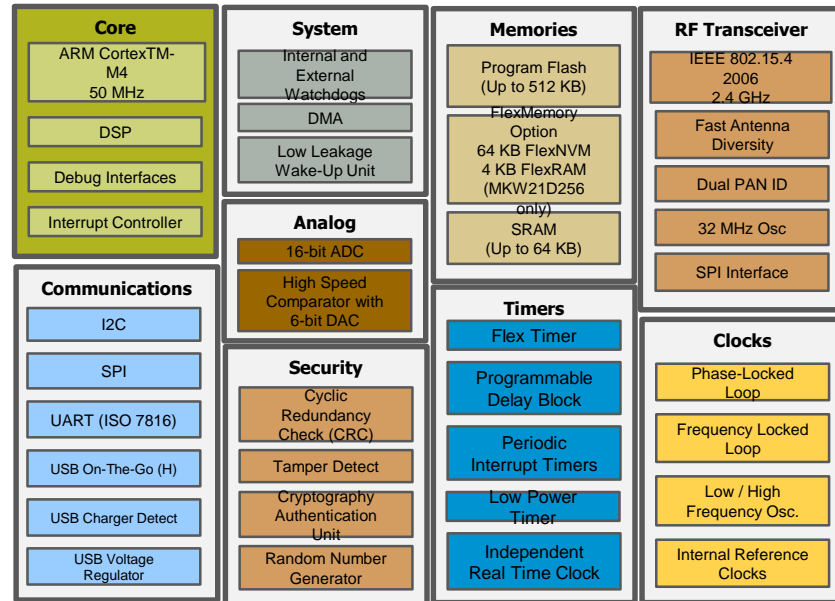 Core
ARM CortexTM-
M4
50 MHz
DSP
Debug Interfaces
Interrupt Controller
System
Internal and
External
Watchdogs
DMA
Low Leakage
Wake-Up Unit
Memories
Program Flash
(Up to 512 KB)
FlexMemory
Option
64 KB FlexNVM
4 KB FlexRAM
(MKW21D256
only)
SRAM
(Up to 64 KB)
RF Transceiver
IEEE 802.15.4
2006
2.4 GHz
Fast Antenna
Diversity
Dual PAN ID
32 MHz Osc
SPI Interface
Analog
16-bit ADC
High Speed
Comparator with
6-bit DAC
Communications
I2C
SPI
UART (ISO 7816)
USB On-The-Go (H)
USB Charger Detect
USB Voltage
Regulator
Security
Cyclic
Redundancy
Check (CRC)
Tamper Detect
Cryptography
Authentication
Unit
Random Number
Generator
Timers
Flex Timer
Programmable
Delay Block
Periodic
Interrupt Timers
Low Power
Timer
Independent
Real Time Clock
Clocks
Phase-Locked
Loop
Frequency Locked
Loop
Low / High
Frequency Osc.
Internal Reference
Clocks